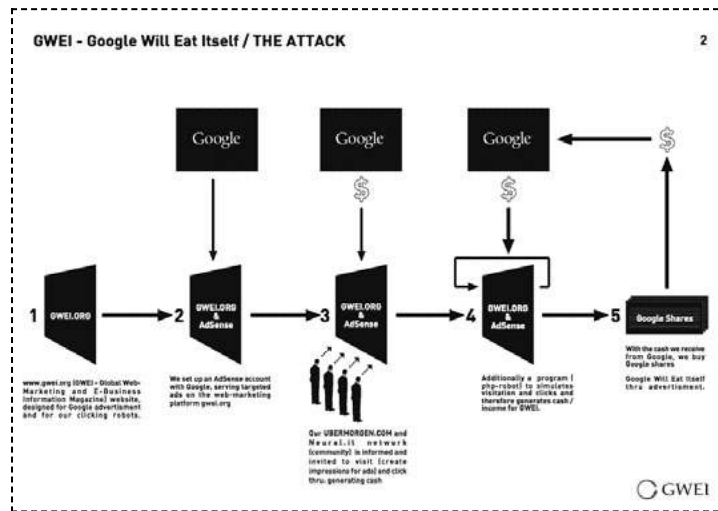 GWEI - Google Will Eat Itself / THE ATTACK
2
Google
Google
$
Google
$
$
1
GWEI.ORG
2
GWEI.ORG
&
AdSense
3
GWEI.ORG
&
AdSense
4
GWEI.ORG
&
AdSense
5
Google Shares
www.gwei.org (GWEI - Global Web-
Marketing and E-Business
Information Magazine) website,
designed for Google advertisment
and for our clicking robots.
We set up an AdSense account
with Google, serving targeted
ads on the web-marketing
platform gwei.org
Our UBERMORGEN.COM and
Neural.it network
(community) is informed and
invited to visit (create
impressions for ads) and click
thru. generating cash
Additionally a program (
php-robot) to simulates
visitation and clicks and
therefore generates cash /
income for GWEI.
With the cash we receive
from Google, we buy
Google shares
Google Will Eat Itself
thru advertisment.
GWEI